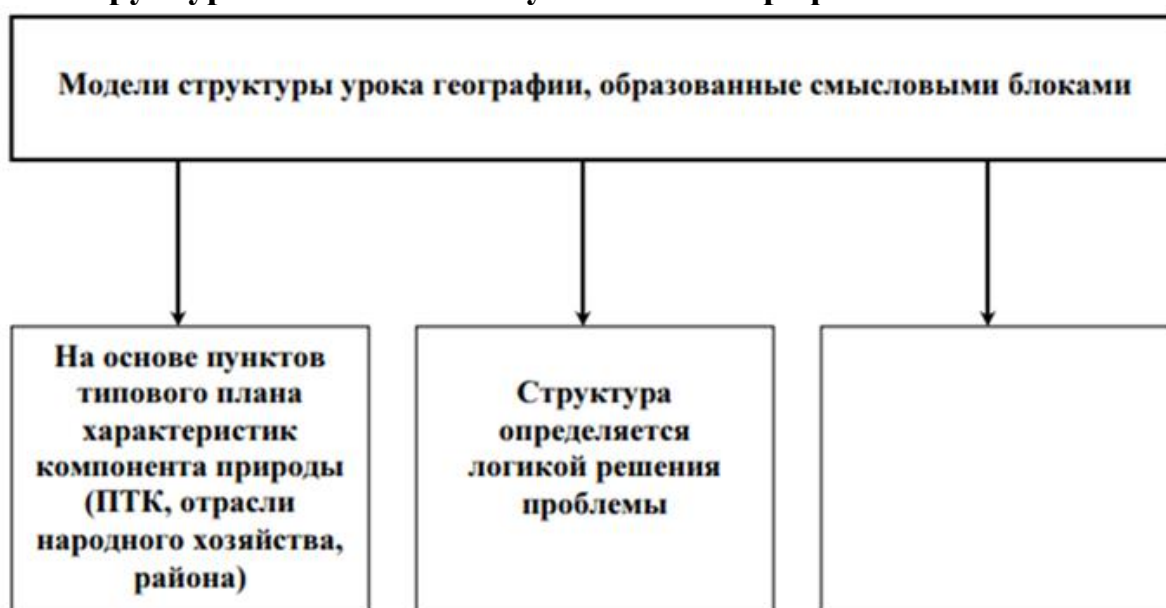 Модели структуры урока географии, образованные смысловыми блоками
На основе пунктов
типового плана
характеристик
компонента природы
(ПТК, отрасли
народного хозяйства,
района)
Структура
определяется
логикой решения
проблемы